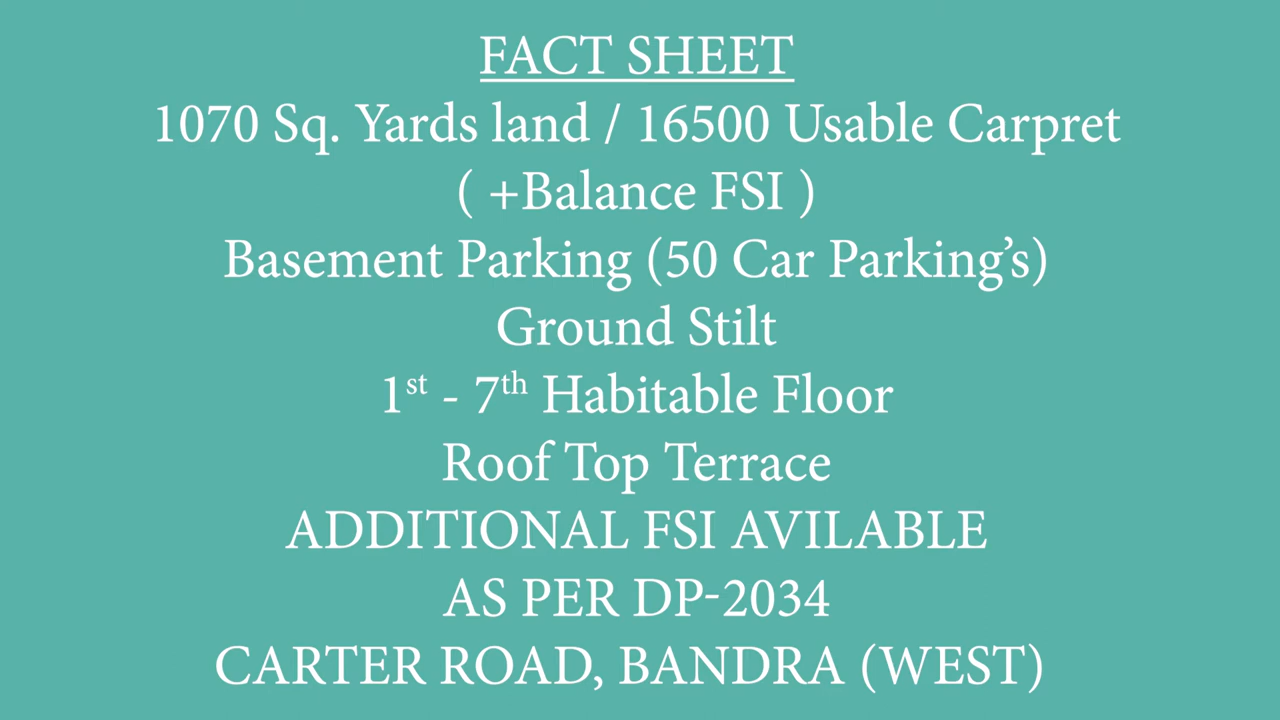 FACT SHEET
1070 Sq. Yards land / 16500 Usable Carpret
( +Balance FSI )
Basement Parking (50 Car Parking’s)
Ground Stilt
1st - 7th Habitable Floor
Roof Top Terrace
ADDITIONAL FSI AVILABLE
AS PER DP-2034
CARTER ROAD, BANDRA (WEST)